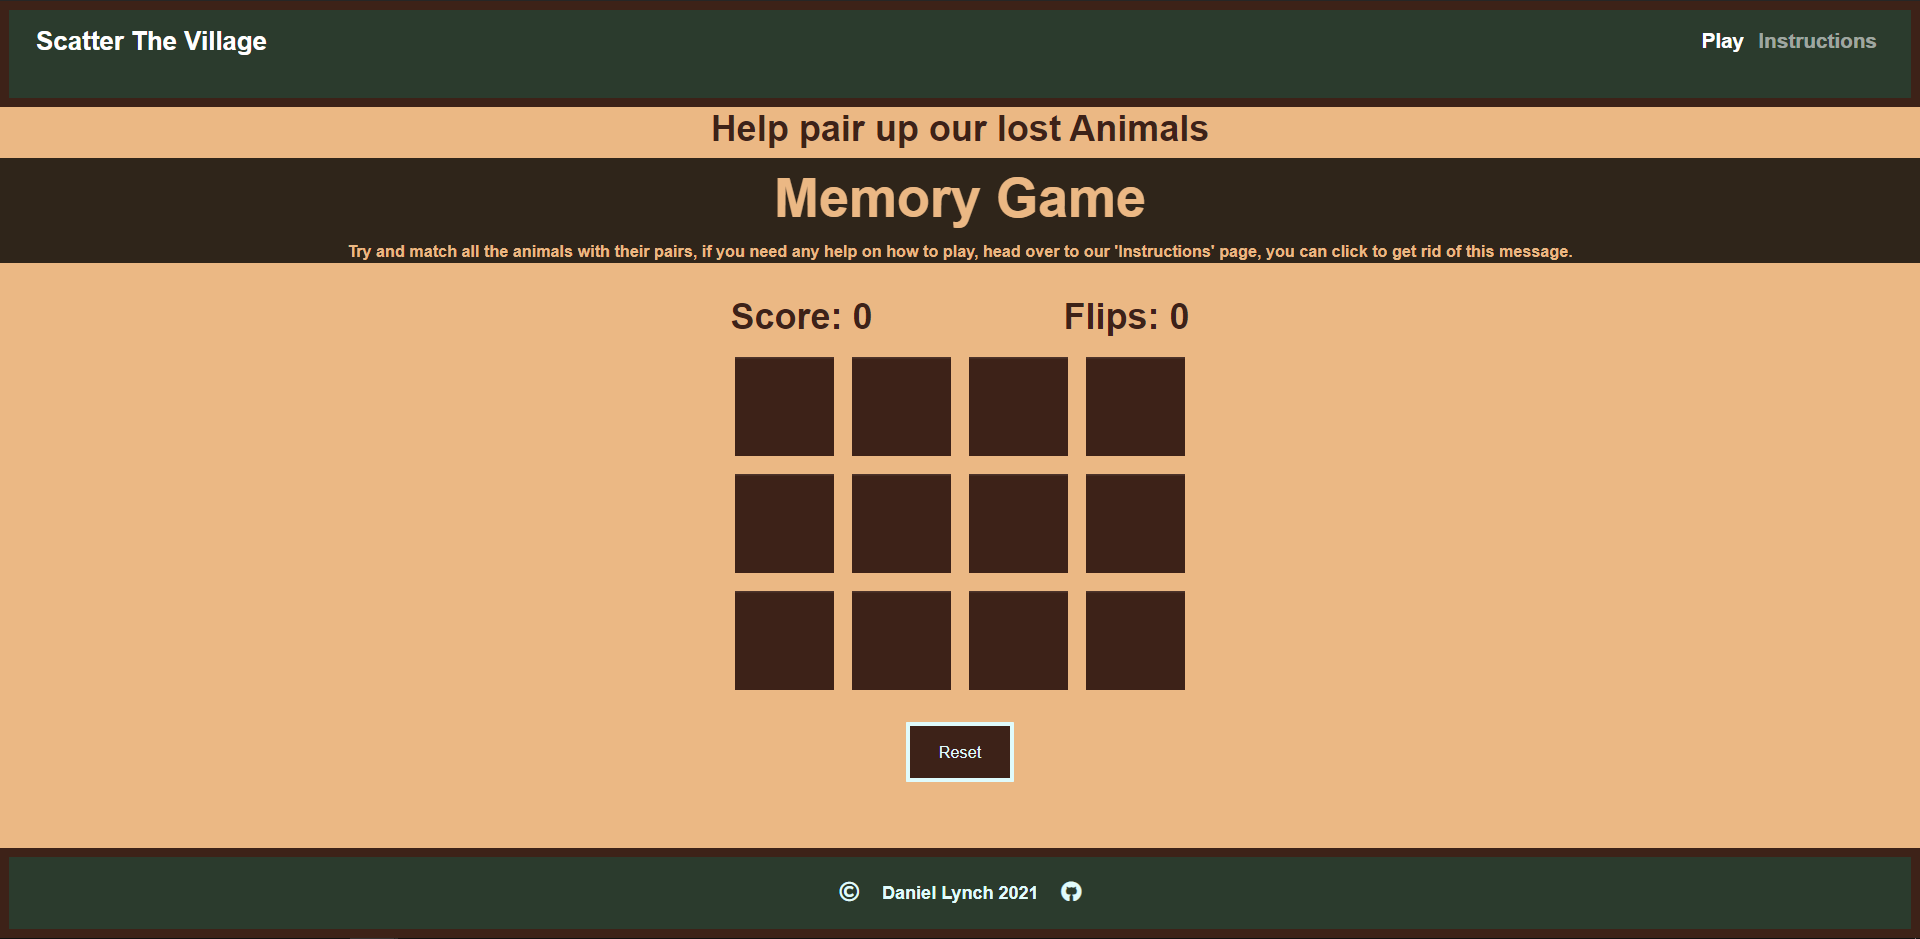 Scatter The Village
Play Instructions
Help pair up our lost Animals
Memory Game
Try and match all the animals with their pairs, if you need any help on how to play, head over to our 'Instructions' page, you can click to get rid of this message.
Score: 0
Flips: 0
Reset
© Daniel Lynch 2021